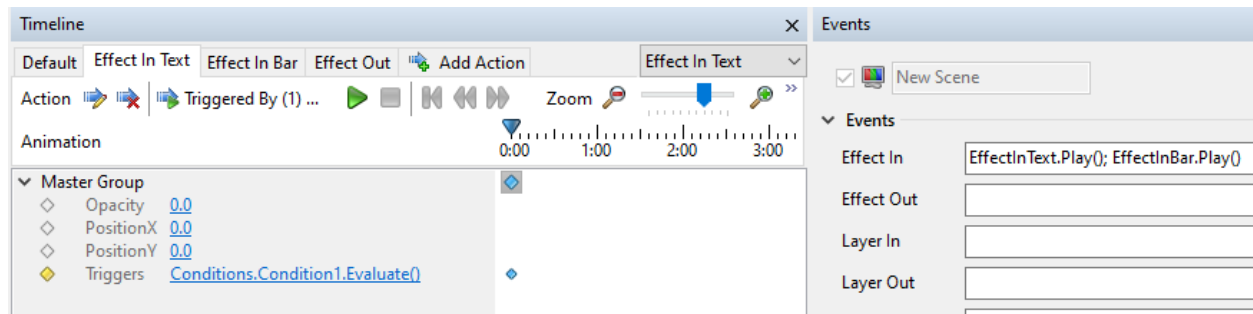 Timeline
Default Effect In Text Effect In Bar Effect Out Add Action Effect In Text
Action Triggered By (1) ... Zoom »
Animation 0:00 1:00 2:00 3:00
Master Group
Opacity 0.0
PositionX 0.0
PositionY 0.0
Triggers Conditions.Condition1.Evaluate()
Events
New Scene
Events
Effect In EffectInText.Play(); EffectInBar.Play()
Effect Out
Layer In
Layer Out